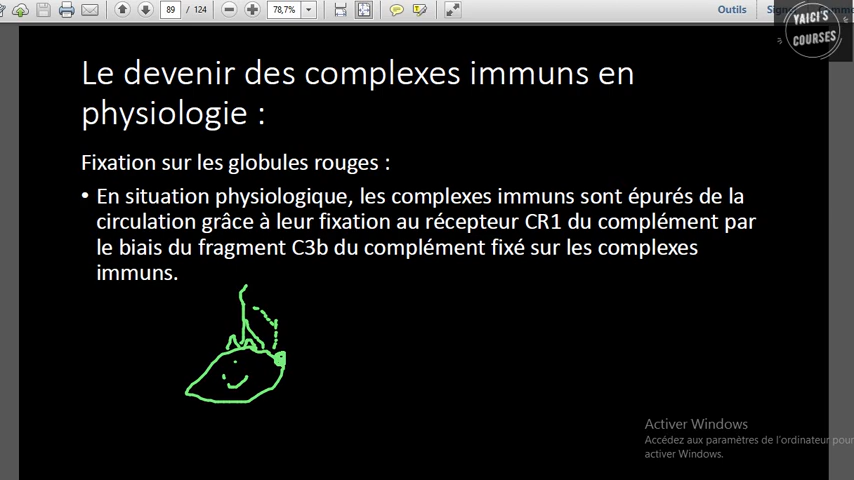 89 / 124
78,7%
Outils
YAICI'S
COURSES
Le devenir des complexes immuns en
physiologie :
Fixation sur les globules rouges :
• En situation physiologique, les complexes immuns sont épurés de la
circulation grâce à leur fixation au récepteur CR1 du complément par
le biais du fragment C3b du complément fixé sur les complexes
immuns.
Activer Windows
Accédez aux paramètres de l'ordinateur pour
activer Windows.